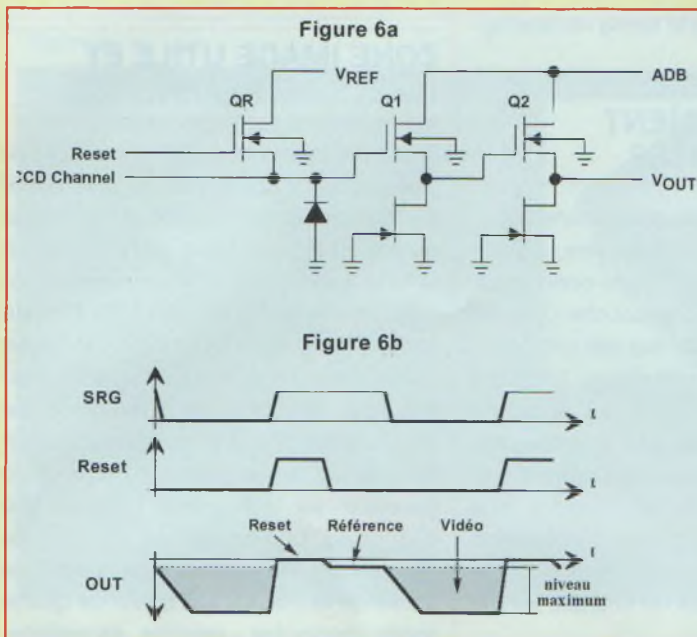 Figure 6a
VREF
ADB
QR
Q1
Q2
Reset
CCD Channel
VOUT
Figure 6b
SRG
t
Reset
t
Reset
Référence
Vidéo
t
OUT
niveau
maximum